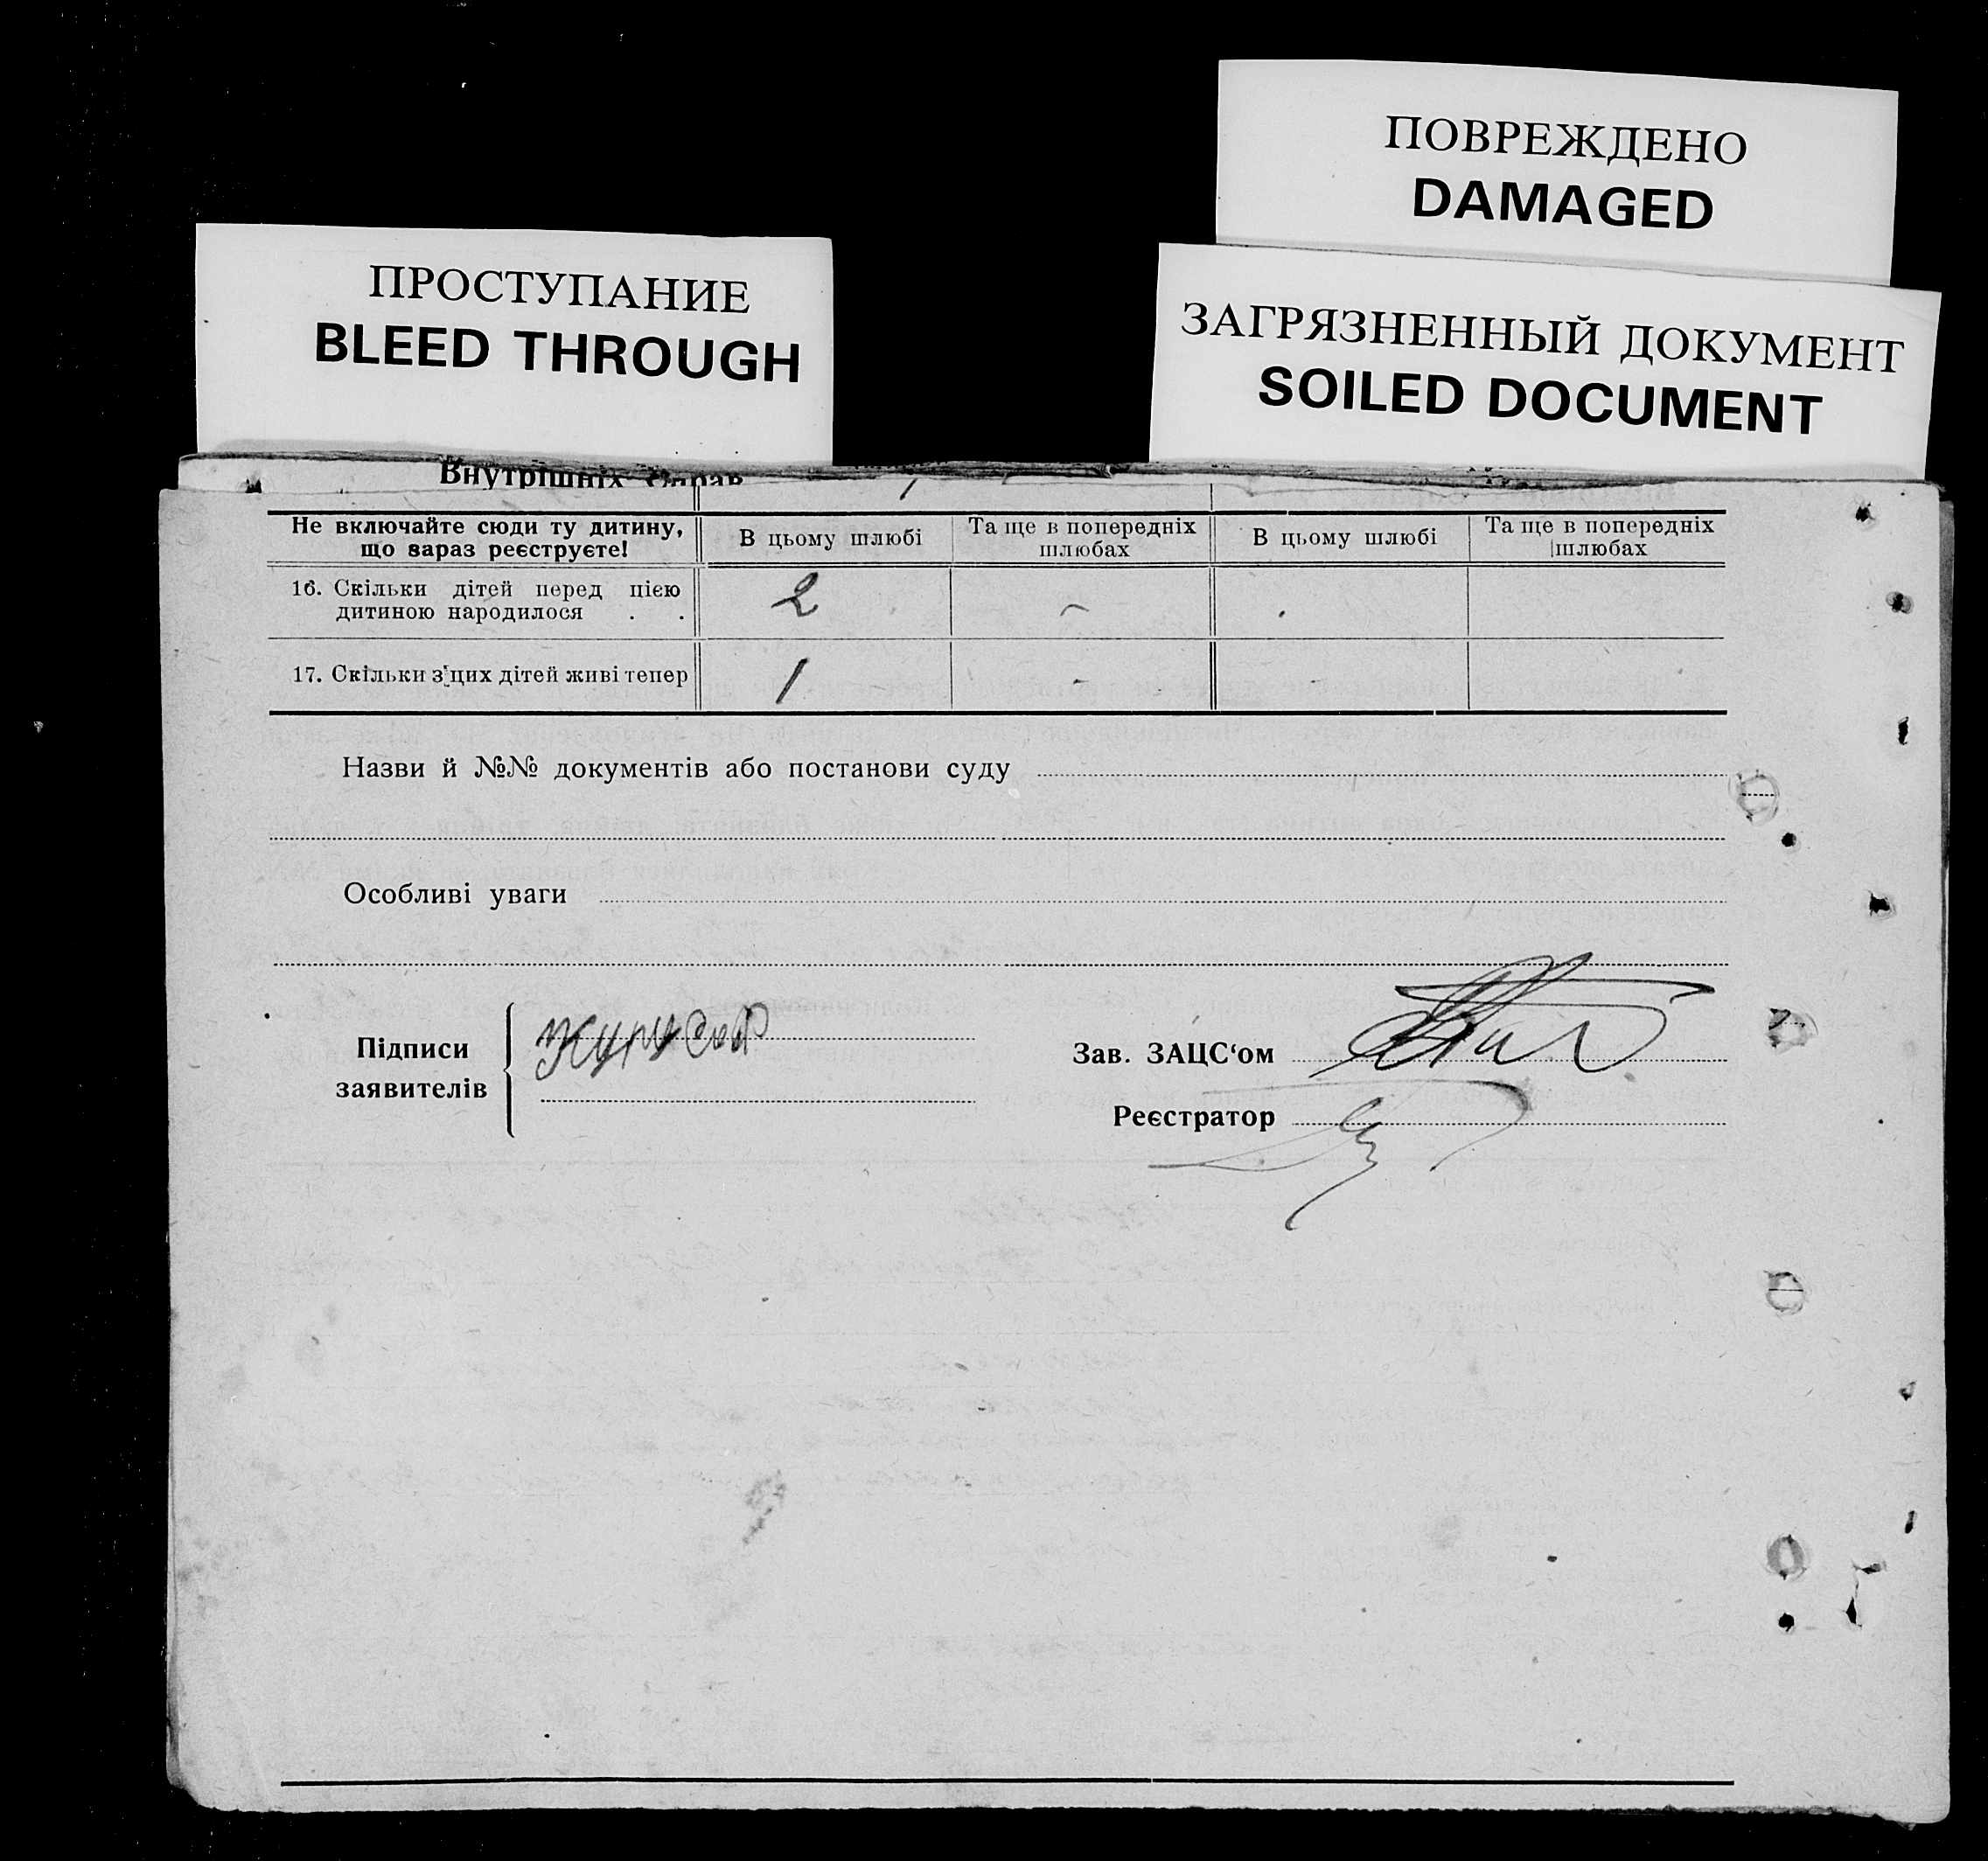 ПОВРЕЖДЕНО
DAMAGED
ПРОСТУПАНИЕ
BLEED THROUGH
ЗАГРЯЗНЕННЫЙ ДОКУМЕНТ
SOILED DOCUMENT
Внутрішніх Справ
Не включайте сюди ту дитину, що зараз реєструєте!
В цьому шлюбі
Та ще в попередніх шлюбах
В цьому шлюбі
Та ще в попередніх шлюбах
16. Скільки дітей перед цією дитиною народилося . .
2
–
17. Скільки з цих дітей живі тепер
1
-
-
Назви й №№ документів або постанови суду
Особливі уваги
Підписи заявителів
Зав. ЗАЦС‘ом
Реєстратор